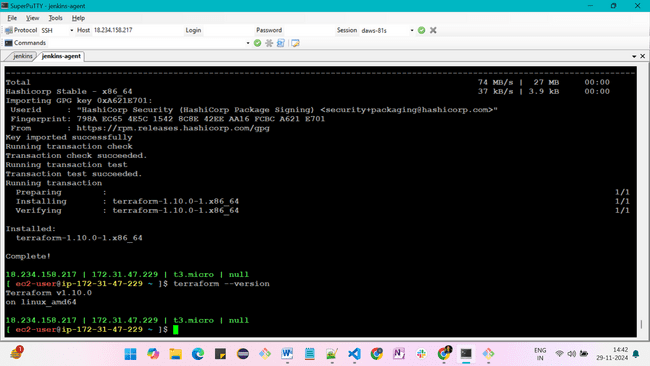 SuperPuTTY - jenkins-agent
File View Tools Help
Protocol SSH Host 18.234.158.217 Login Password Session daws-81s
Commands
jenkins jenkins-agent
Total 74 MB/s | 27 MB 00:00
Hashicorp Stable - x86_64 37 kB/s | 3.9 kB 00:00
Importing GPG key 0xA621E701:
Userid : "HashiCorp Security (HashiCorp Package Signing) <security+packaging@hashicorp.com>"
Fingerprint: 798A EC65 4E5C 1542 8C8E 42EE AA16 FCBC A621 E701
From : https://rpm.releases.hashicorp.com/gpg
Key imported successfully
Running transaction check
Transaction check succeeded.
Running transaction test
Transaction test succeeded.
Running transaction
Preparing : 1/1
Installing : terraform-1.10.0-1.x86_64 1/1
Verifying : terraform-1.10.0-1.x86_64 1/1
Installed:
terraform-1.10.0-1.x86_64
Complete!
18.234.158.217 | 172.31.47.229 | t3.micro | null
[ ec2-user@ip-172-31-47-229 ~ ]$ terraform --version
Terraform v1.10.0
on linux_amd64
18.234.158.217 | 172.31.47.229 | t3.micro | null
[ ec2-user@ip-172-31-47-229 ~ ]$
ENG
IN
14:42
29-11-2024